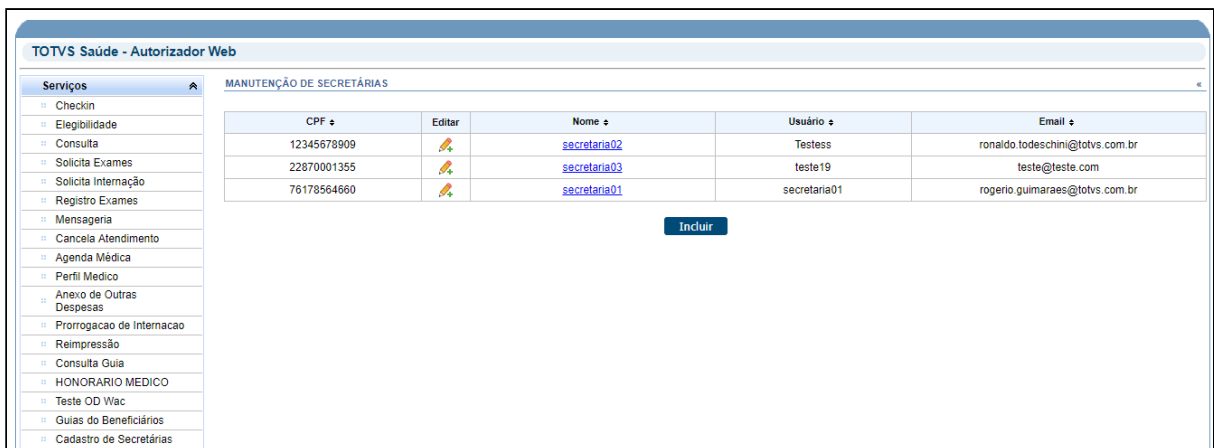 TOTVS Saúde - Autorizador Web
Serviços
Checkin
Elegibilidade
Consulta
Solicita Exames
Solicita Internação
Registro Exames
Mensageria
Cancela Atendimento
Agenda Médica
Perfil Medico
Anexo de Outras
Despesas
Prorrogacao de Internacao
Reimpressão
Consulta Guia
HONORARIO MEDICO
Teste OD Wac
Guias do Beneficiários
Cadastro de Secretárias
MANUTENÇÃO DE SECRETÁRIAS «
CPF Editar Nome Usuário Email
12345678909 secretaria02 Testess ronaldo.todeschini@totvs.com.br
22870001355 secretaria03 teste19 teste@teste.com
76178564660 secretaria01 secretaria01 rogerio.guimaraes@totvs.com.br
Incluir